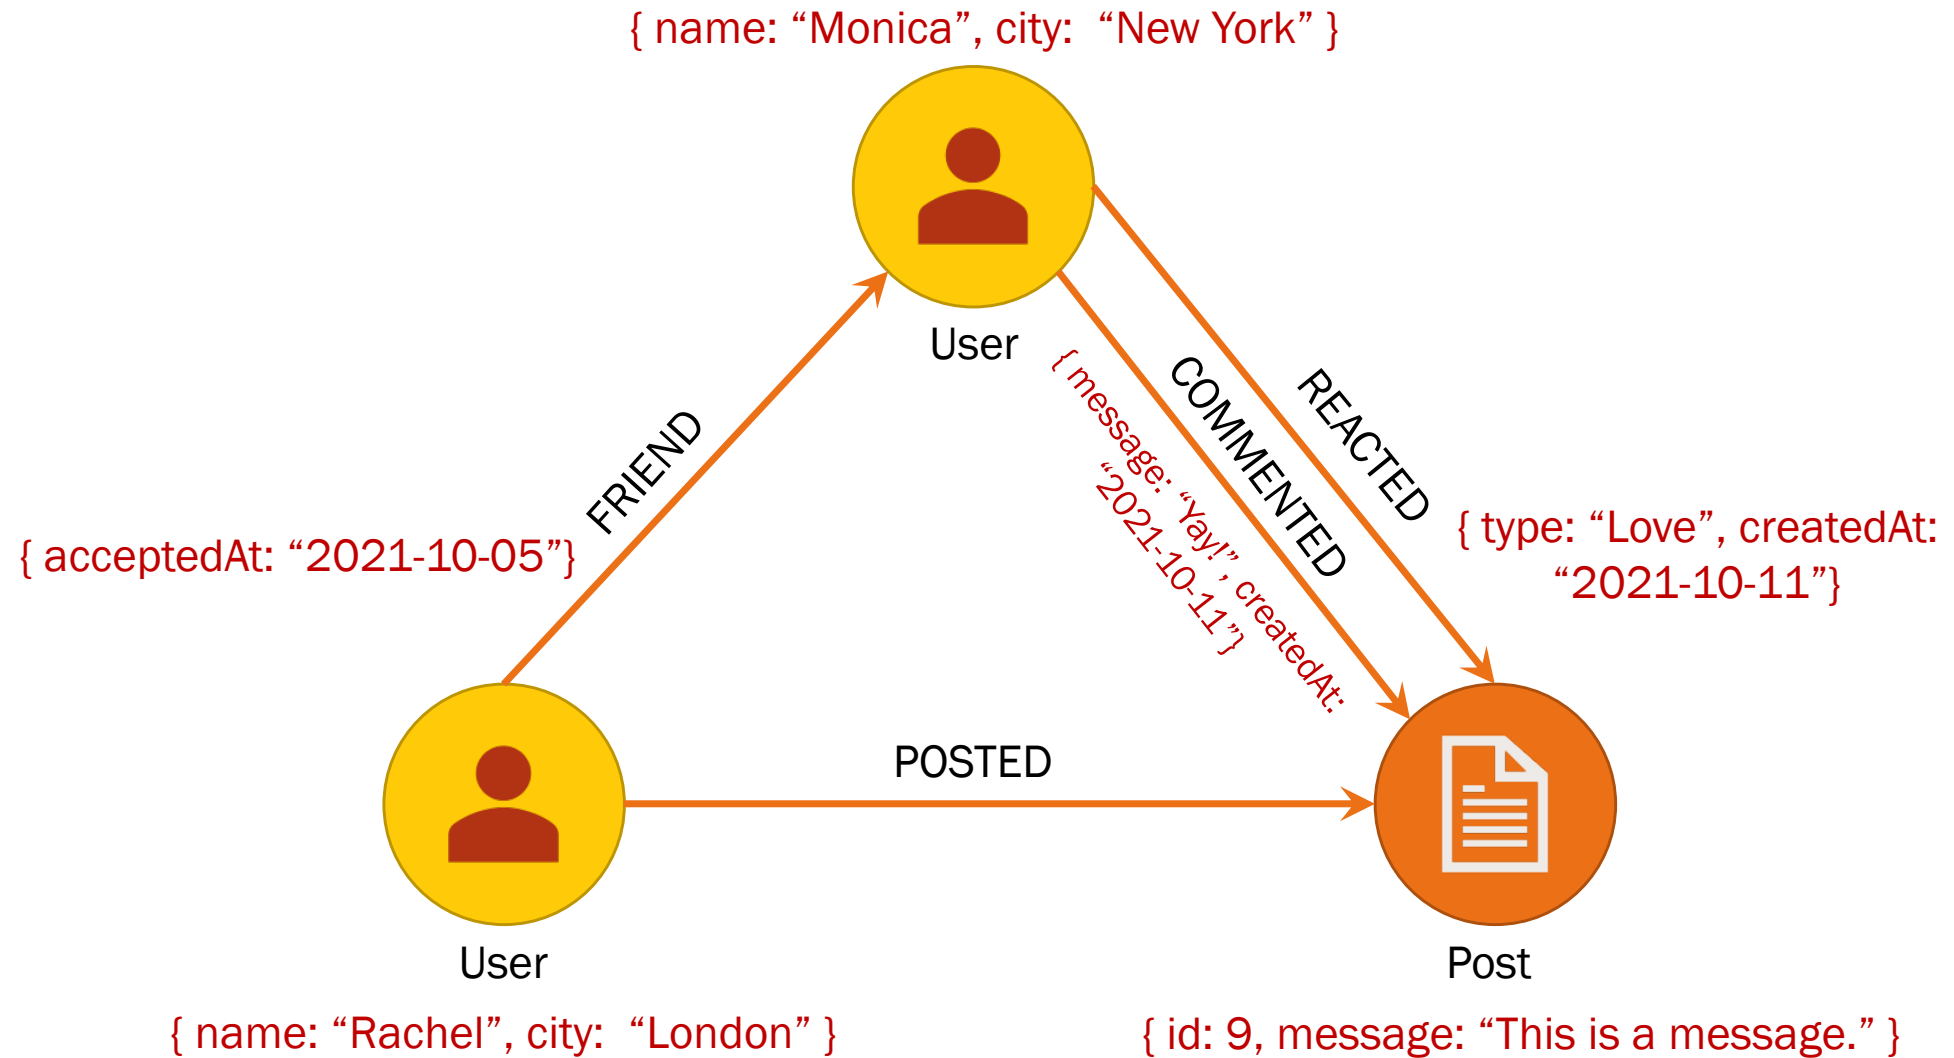 { name: “Monica”, city:  “New York” }
User
FRIEND
{ acceptedAt: “2021-10-05”}
{ message: “Yay!”, createdAt:
“2021-10-11”}
COMMENTED
REACTED
{ type: “Love”, createdAt:
“2021-10-11”}
POSTED
User
{ name: “Rachel”, city:  “London” }
Post
{ id: 9, message: “This is a message.” }